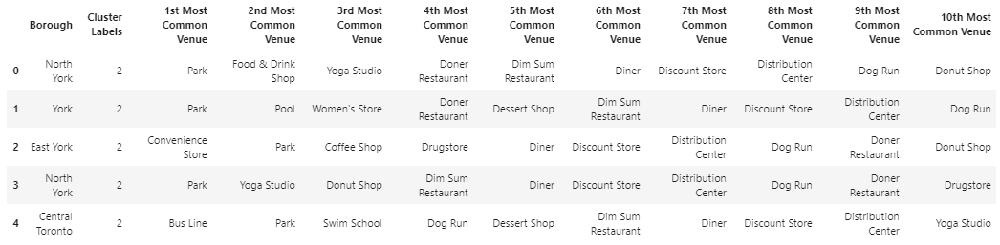 Borough Cluster Labels 1st Most Common Venue 2nd Most Common Venue 3rd Most Common Venue 4th Most Common Venue 5th Most Common Venue 6th Most Common Venue 7th Most Common Venue 8th Most Common Venue 9th Most Common Venue 10th Most Common Venue
0 North York 2 Park Food & Drink Shop Yoga Studio Doner Restaurant Dim Sum Restaurant Diner Discount Store Distribution Center Dog Run Donut Shop
1 York 2 Park Pool Women's Store Doner Restaurant Dessert Shop Dim Sum Restaurant Diner Discount Store Distribution Center Dog Run
2 East York 2 Convenience Store Park Coffee Shop Drugstore Diner Discount Store Distribution Center Dog Run Doner Restaurant Donut Shop
3 North York 2 Park Yoga Studio Donut Shop Dim Sum Restaurant Diner Discount Store Distribution Center Dog Run Doner Restaurant Drugstore
4 Central Toronto 2 Bus Line Park Swim School Dog Run Dessert Shop Dim Sum Restaurant Diner Discount Store Distribution Center Yoga Studio